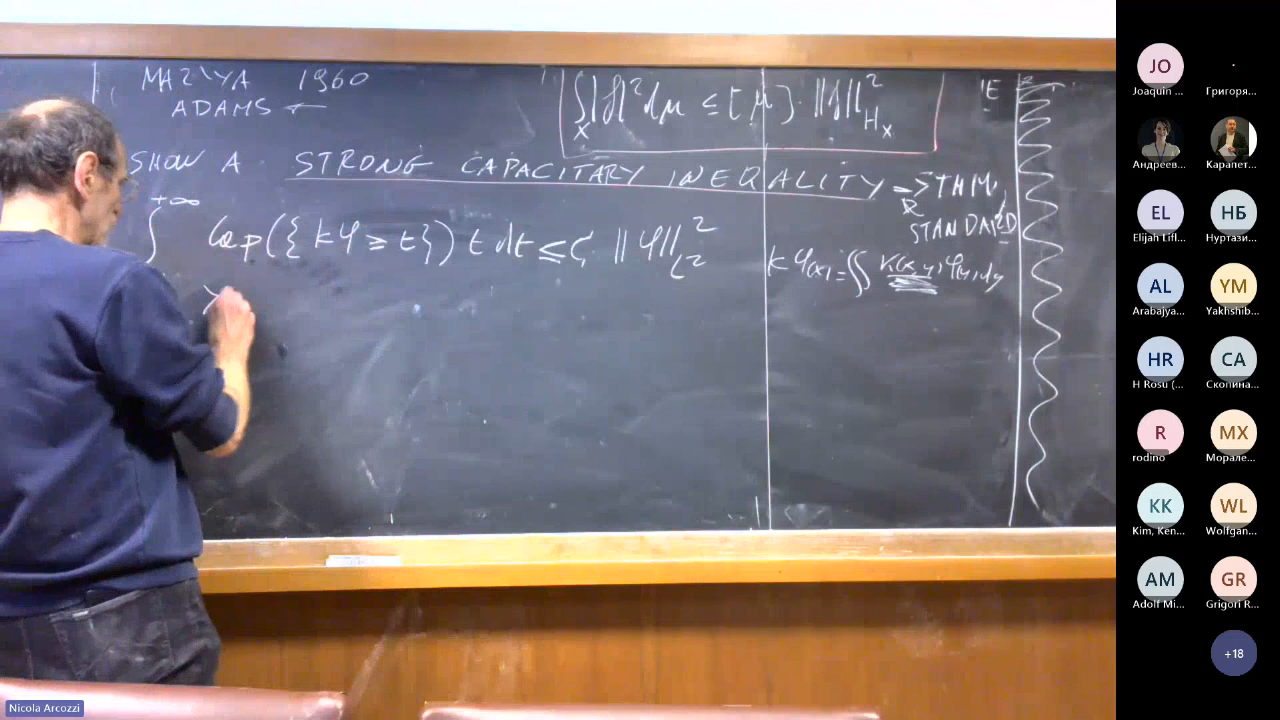 MAZ'YA 1960
ADAMS ←
∫_X |f|² dμ ≤ [μ] · ||f||²_{H_X}
'E
SHOW A STRONG CAPACITARY INEQUALITY ⇒ THM
STANDARD
∫^{+∞} Cap({kφ ≥ t}) t dt ≤ C ||φ||²_{L²}
kφ(x) = ∫ k(x,y) φ(y) dy
JO
Joaquin ...
Григоря...
Андреев...
Карапет...
EL
Elijah Lifl...
НБ
Нуртази...
AL
Arabajya...
YM
Yakhshib...
HR
H Rosu (...
СА
Скопина...
R
rodino
MX
Морале...
KK
Kim, Ken...
WL
Wolfgan...
AM
Adolf Mi...
GR
Grigori R...
+18
Nicola Arcozzi